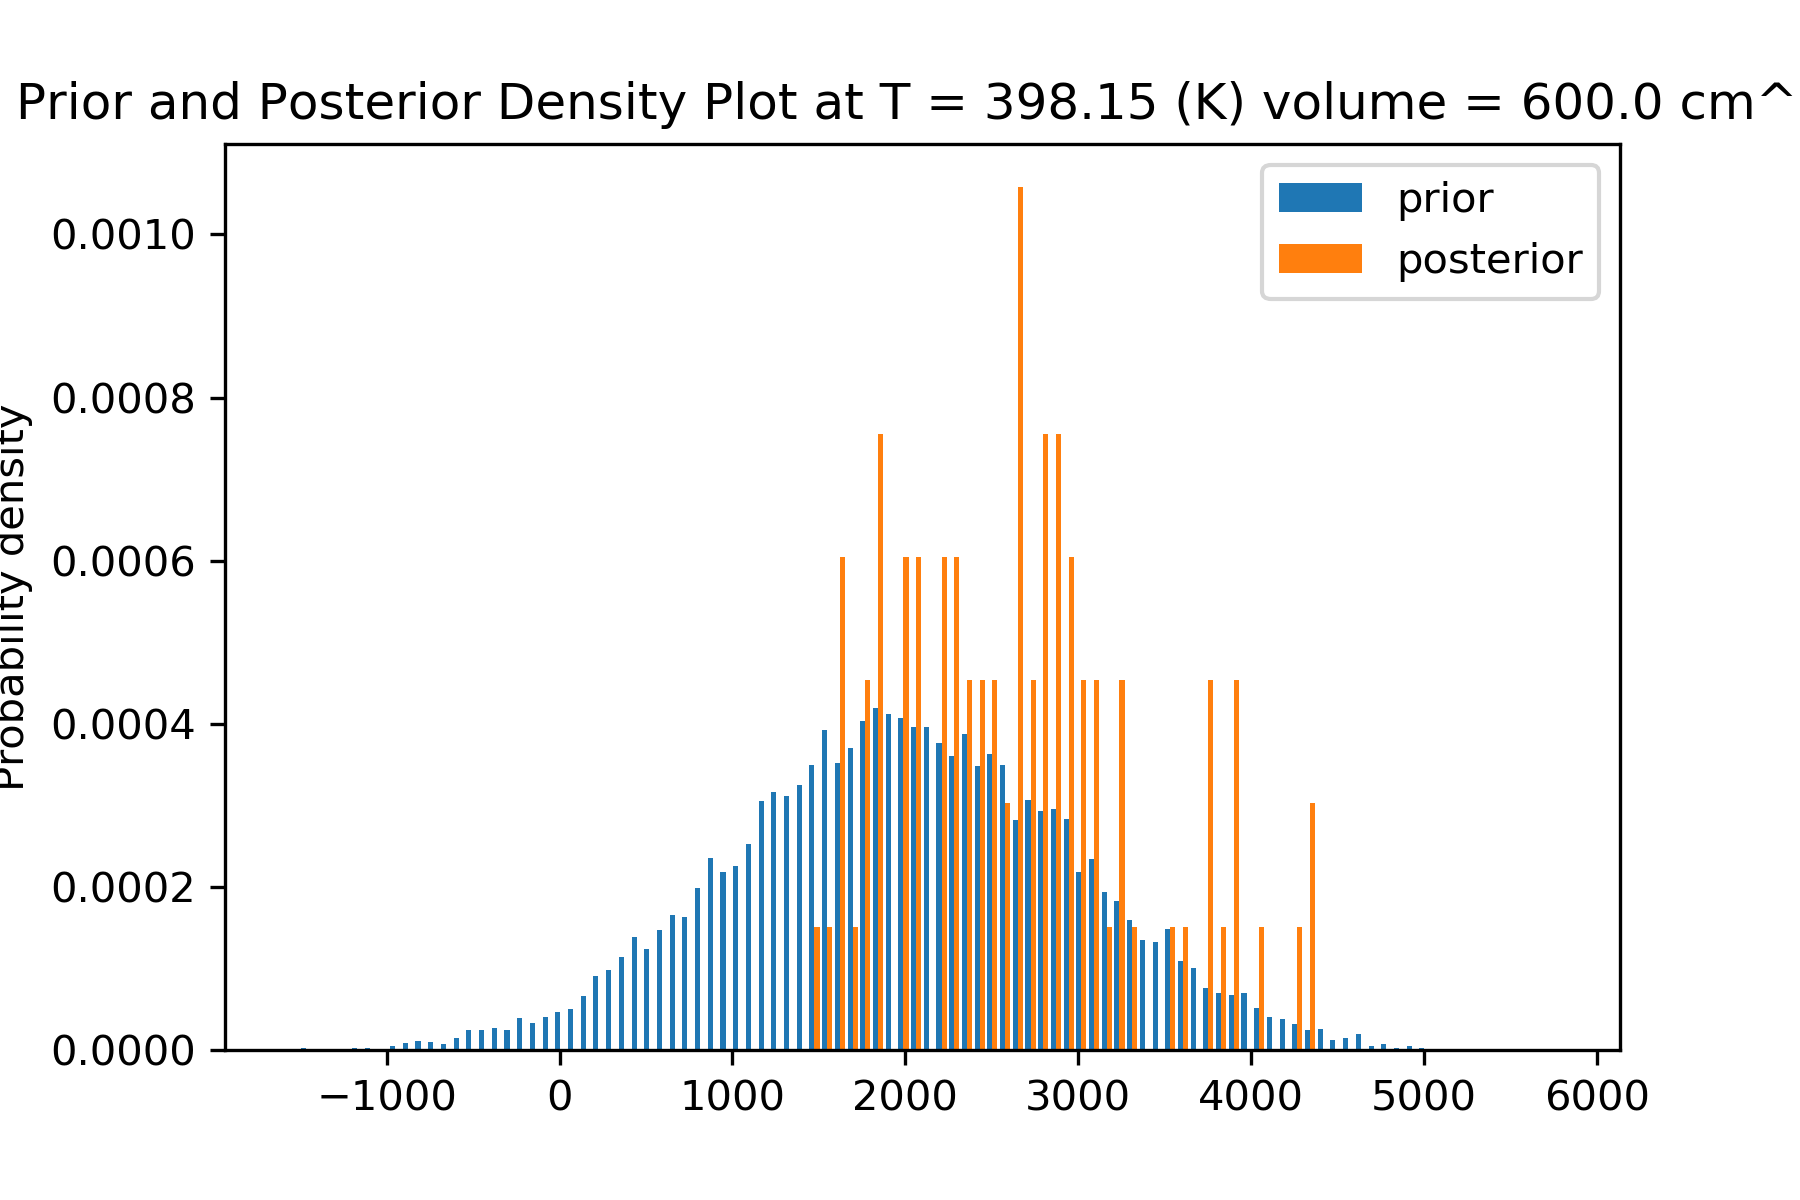 Prior and Posterior Density Plot at T = 398.15 (K) volume = 600.0 cm^
prior
posterior
Probability density
0.0010
0.0008
0.0006
0.0004
0.0002
0.0000
−1000 0 1000 2000 3000 4000 5000 6000